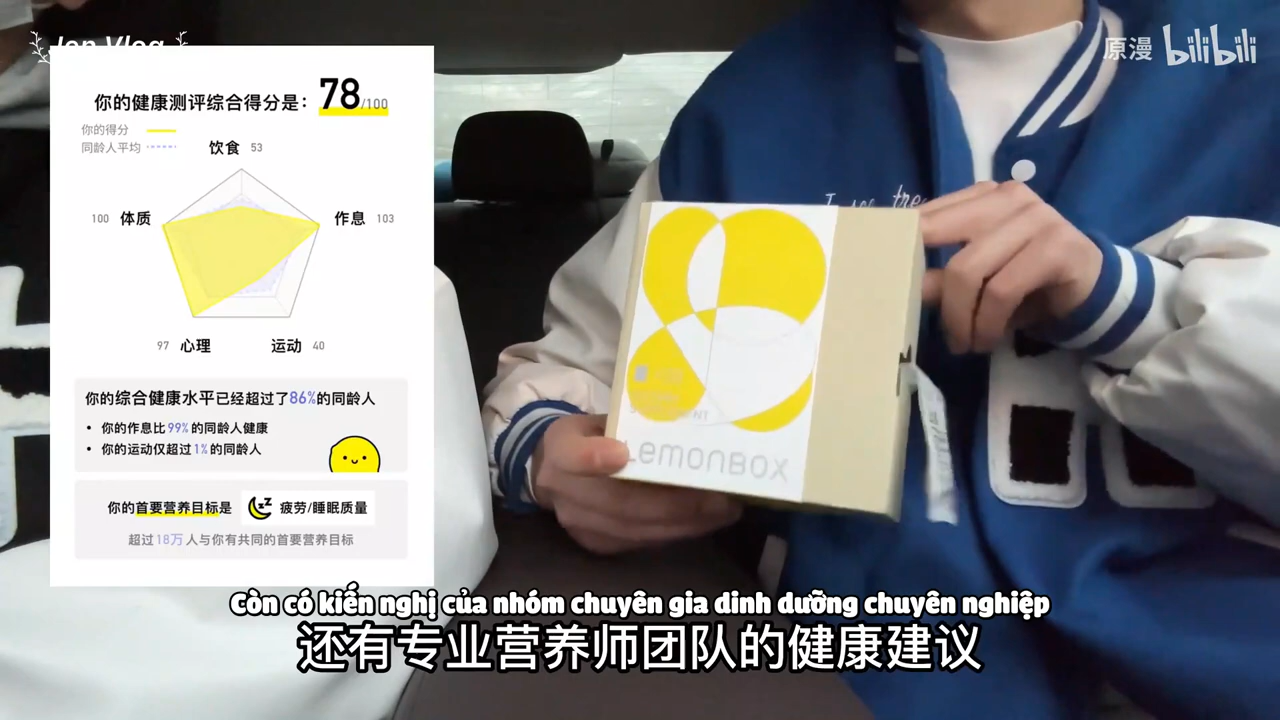 Jen Vlog
原漫 bilibili
你的健康测评综合得分是：78/100
你的得分
同龄人平均
饮食 53
100 体质
作息 103
97 心理
运动 40
你的综合健康水平已经超过了86%的同龄人
• 你的作息比99%的同龄人健康
• 你的运动仅超过1%的同龄人
你的首要营养目标是 疲劳/睡眠质量
超过18万人与你有共同的首要营养目标
LemonBOX
Còn có kiến nghị của nhóm chuyên gia dinh dưỡng chuyên nghiệp
还有专业营养师团队的健康建议